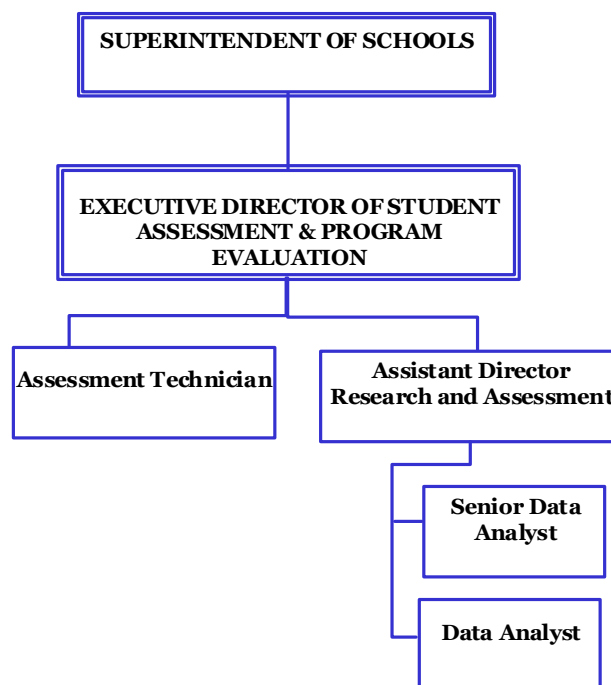 SUPERINTENDENT OF SCHOOLS
EXECUTIVE DIRECTOR OF STUDENT
ASSESSMENT & PROGRAM
EVALUATION
Assessment Technician
Assistant Director
Research and Assessment
Senior Data
Analyst
Data Analyst